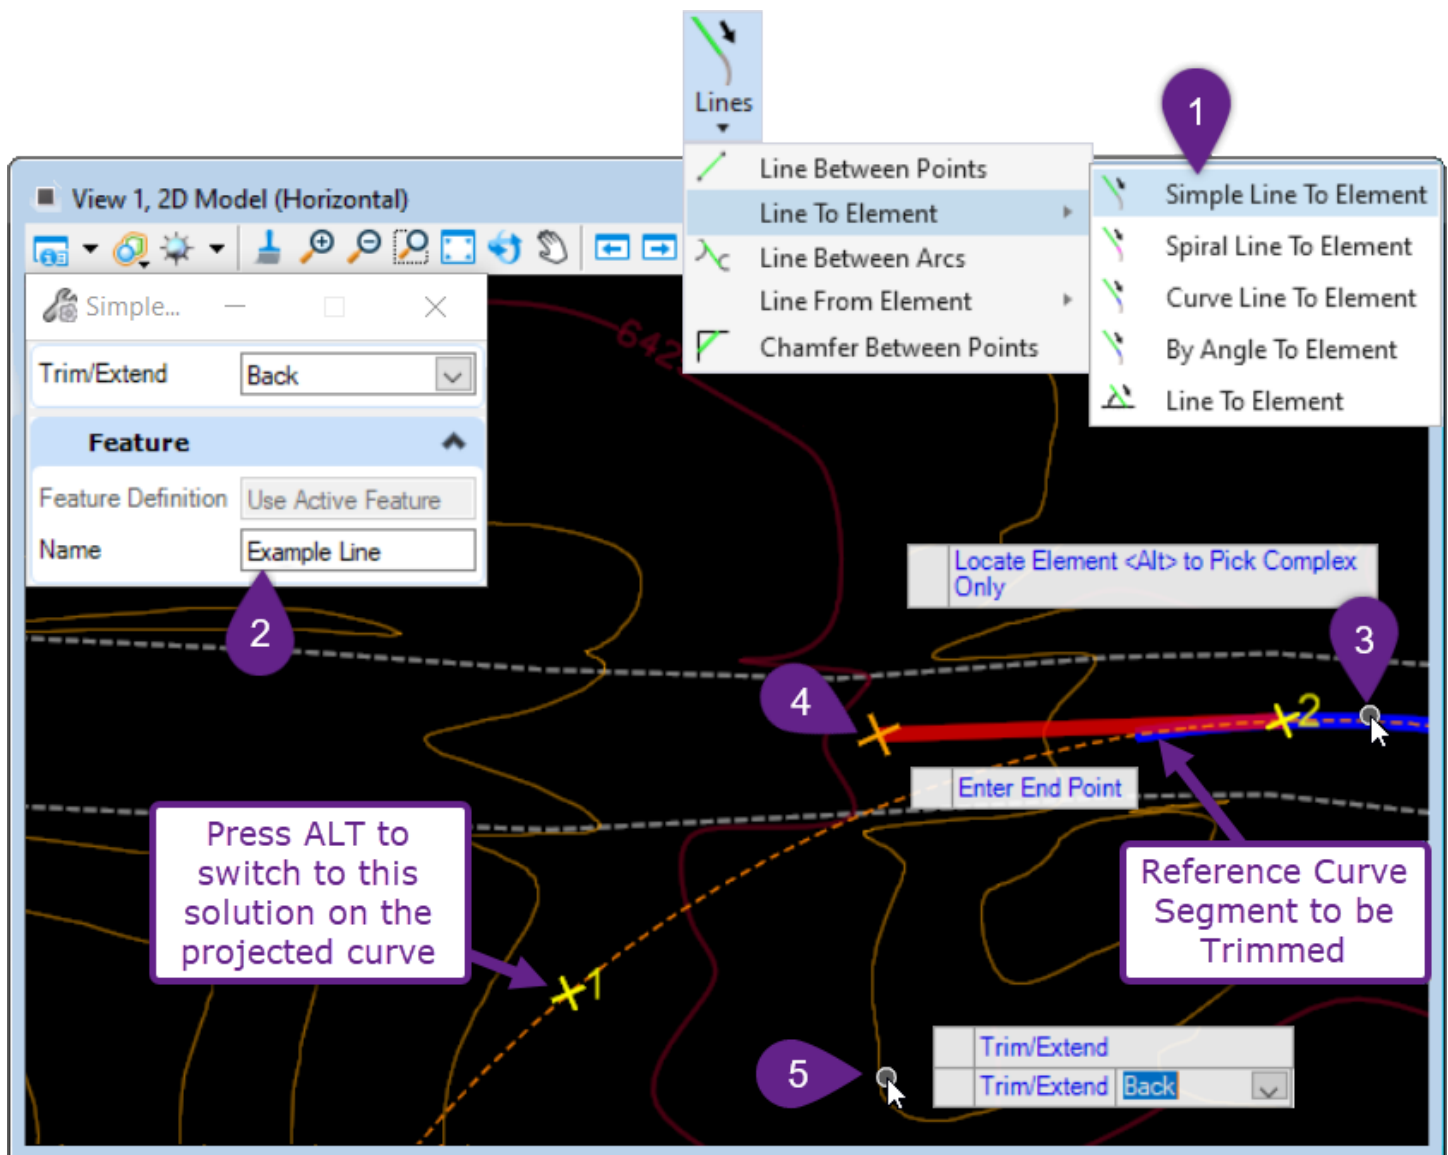 Lines
1
Line Between Points
Line To Element
Line Between Arcs
Line From Element
Chamfer Between Points
Simple Line To Element
Spiral Line To Element
Curve Line To Element
By Angle To Element
Line To Element
View 1, 2D Model (Horizontal)
Simple...
Trim/Extend Back
Feature
Feature Definition Use Active Feature
Name Example Line
2
642
Locate Element <Alt> to Pick Complex
Only
3
4
2
Enter End Point
Press ALT to
switch to this
solution on the
projected curve
Reference Curve
Segment to be
Trimmed
1
5
Trim/Extend
Trim/Extend Back